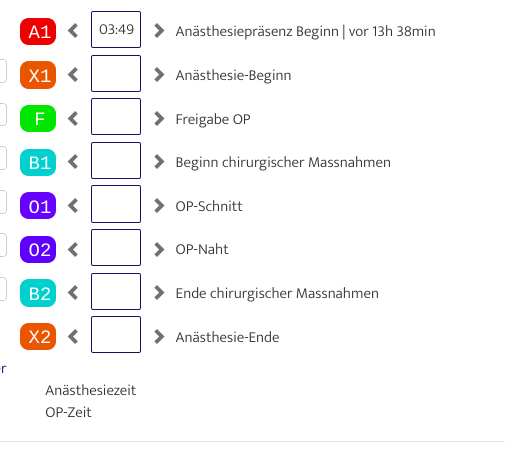 A1 03:49 Anästhesiepräsenz Beginn | vor 13h 38min
X1 Anästhesie-Beginn
F Freigabe OP
B1 Beginn chirurgischer Massnahmen
O1 OP-Schnitt
O2 OP-Naht
B2 Ende chirurgischer Massnahmen
X2 Anästhesie-Ende
er
Anästhesiezeit
OP-Zeit